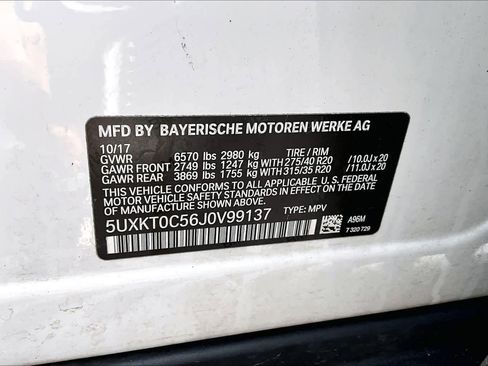 MFD BY BAYERISCHE MOTOREN WERKE AG
10/17
GVWR 6570 lbs 2980 kg TIRE / RIM
GAWR FRONT 2749 lbs 1247 kg WITH 275/40 R20 /10.0J x 20
GAWR REAR 3869 lbs 1755 kg WITH 315/35 R20 /11.0J x 20
THIS VEHICLE CONFORMS TO ALL APPLICABLE U.S. FEDERAL
MOTOR VEHICLE SAFETY STANDARDS IN EFFECT ON THE DATE
OF MANUFACTURE SHOWN ABOVE.
5UXKT0C56J0V99137 TYPE: MPV
A96M
7 320 729